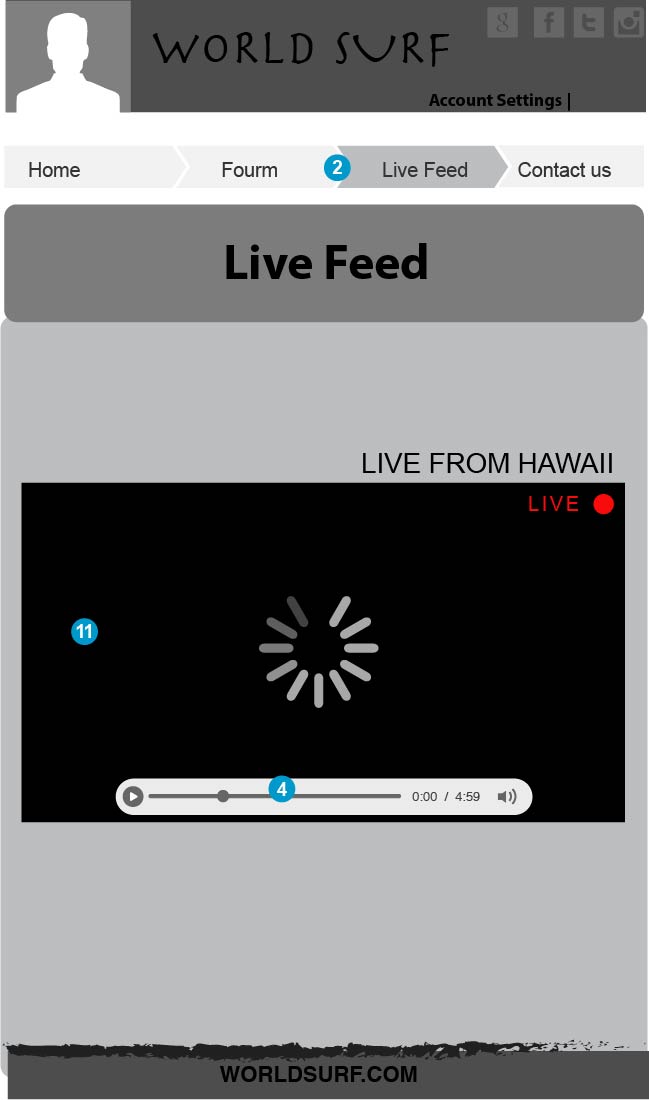 WORLD SURF
Account Settings |
Home Fourm 2 Live Feed Contact us
Live Feed
LIVE FROM HAWAII
LIVE
11
4
0:00 / 4:59
WORLDSURF.COM